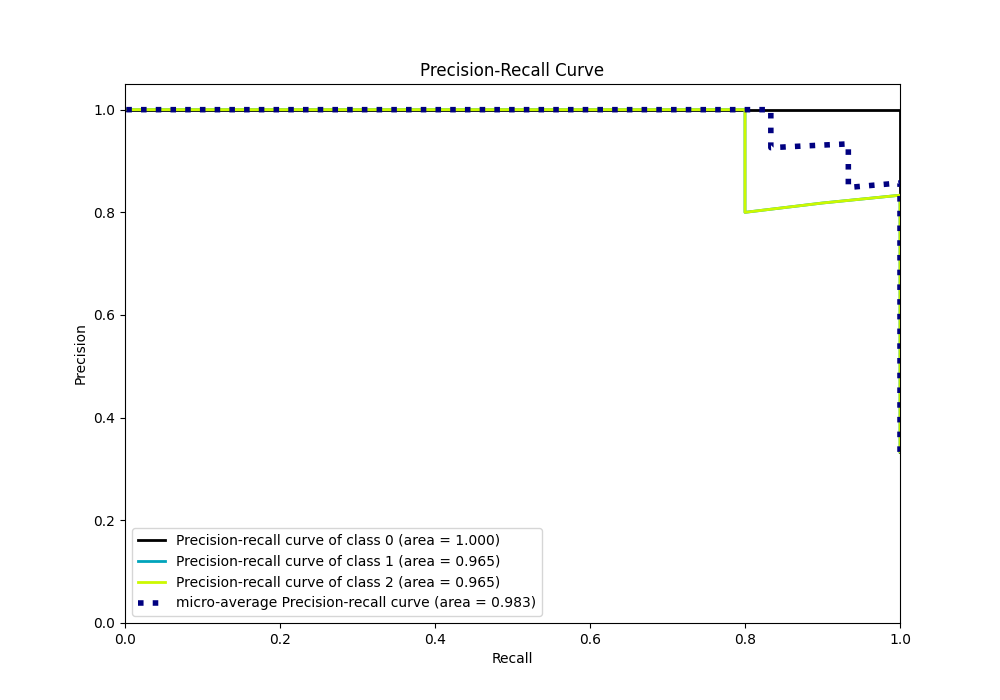 Precision-Recall Curve
1.0
0.8
0.6
0.4
0.2
0.0
Precision
Precision-recall curve of class 0 (area = 1.000)
Precision-recall curve of class 1 (area = 0.965)
Precision-recall curve of class 2 (area = 0.965)
micro-average Precision-recall curve (area = 0.983)
0.0 0.2 0.4 0.6 0.8 1.0
Recall